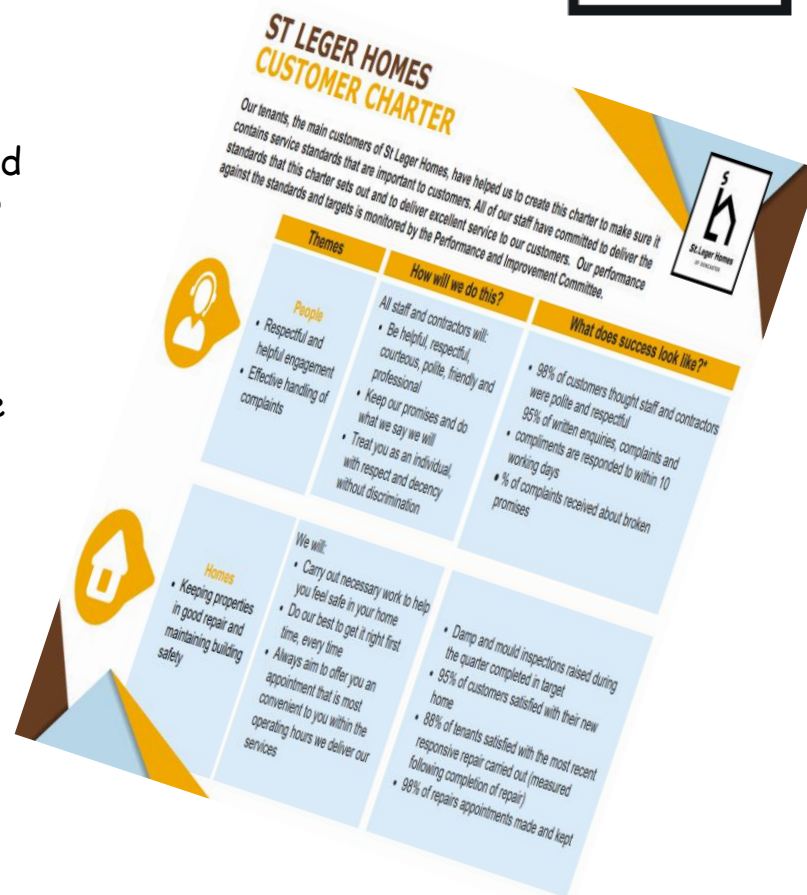 d
e
ST LEGER HOMES
CUSTOMER CHARTER
Our tenants, the main customers of St Leger Homes, have helped us to create this charter to make sure it
contains service standards that are important to customers. All of our staff have committed to deliver the
standards that this charter sets out and to deliver excellent service to our customers. Our performance
against the standards and targets is monitored by the Performance and Improvement Committee.
S
St.Leger Homes
OF DONCASTER
Themes
How will we do this?
What does success look like?*
People
• Respectful and
helpful engagement
• Effective handling of
complaints
All staff and contractors will:
• Be helpful, respectful,
courteous, polite, friendly and
professional
• Keep our promises and do
what we say we will
• Treat you as an individual,
with respect and decency
without discrimination
• 98% of customers thought staff and contractors
were polite and respectful
95% of written enquiries, complaints and
• compliments are responded to within 10
working days
• % of complaints received about broken
promises
Homes
• Keeping properties
in good repair and
maintaining building
safety
We will:
• Carry out necessary work to help
you feel safe in your home
• Do our best to get it right first
time, every time
• Always aim to offer you an
appointment that is most
convenient to you within the
operating hours we deliver our
services
• Damp and mould inspections raised during
the quarter completed in target
• 95% of customers satisfied with their new
home
• 88% of tenants satisfied with the most recent
responsive repair carried out (measured
following completion of repair)
• 98% of repairs appointments made and kept